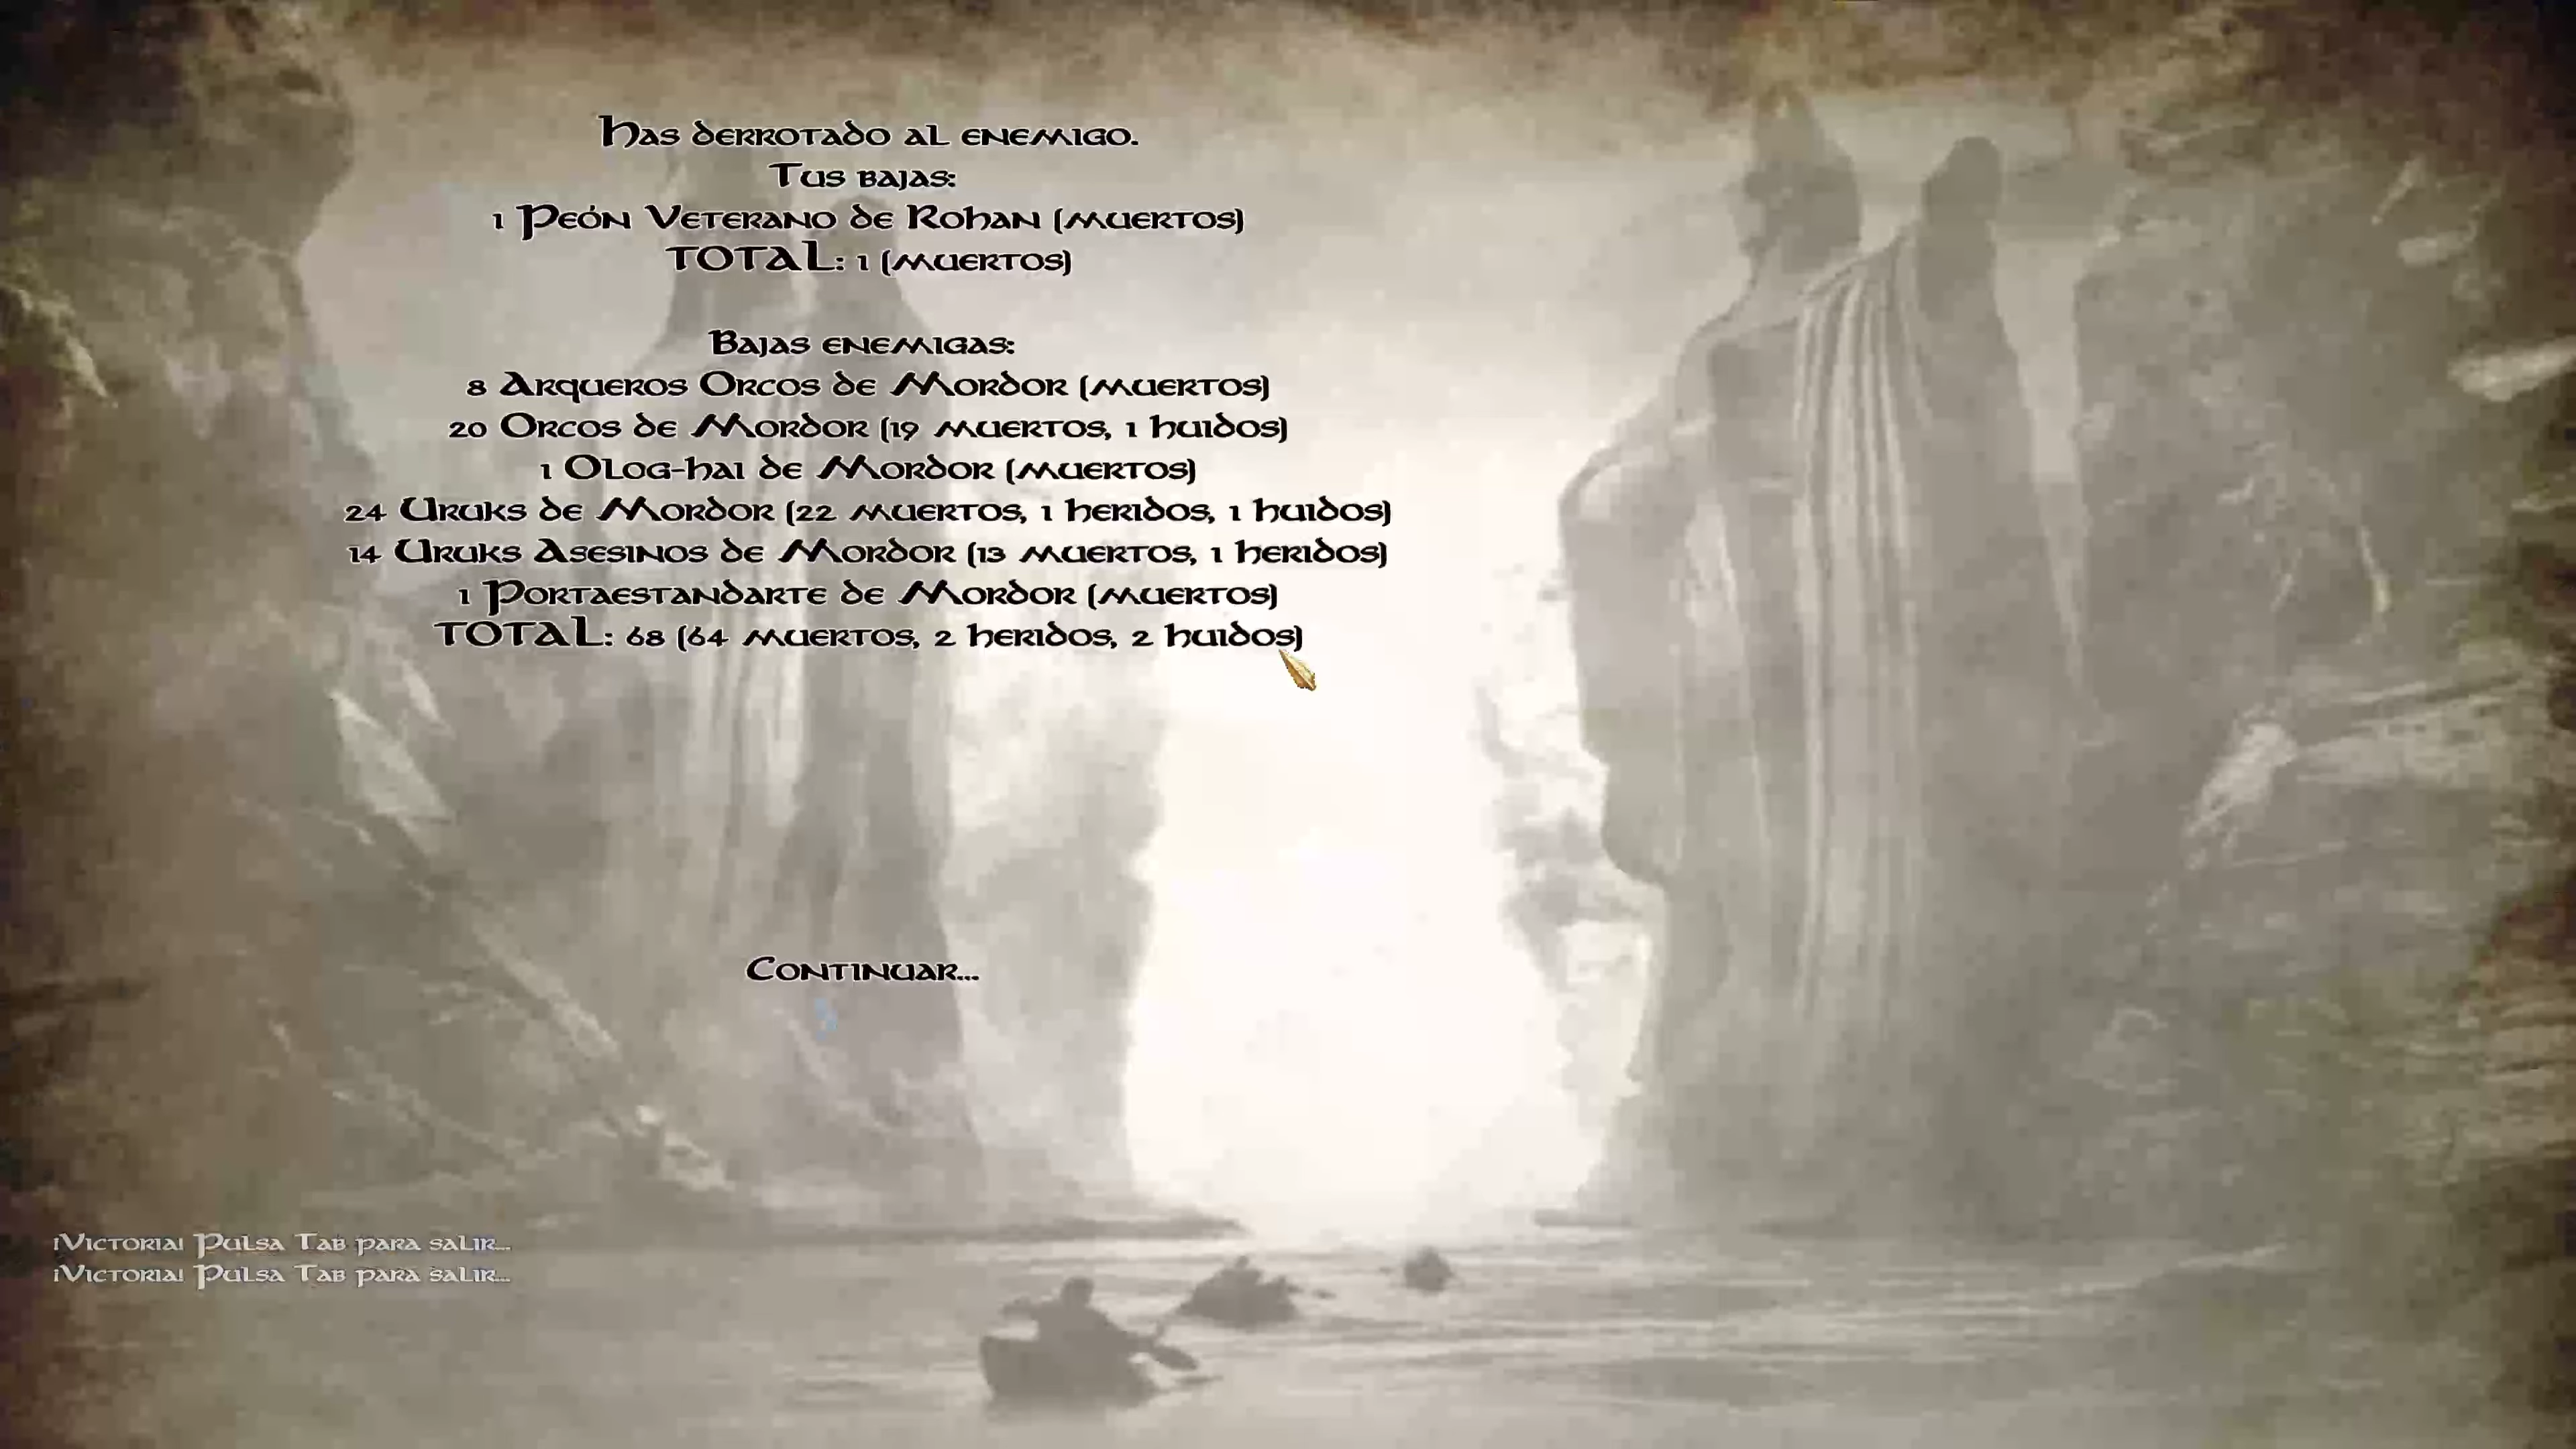 Has derrotado al enemigo.
Tus bajas:
1 Peón Veterano de Rohan (muertos)
TOTAL: 1 (muertos)
Bajas enemigas:
8 Arqueros Orcos de Mordor (muertos)
20 Orcos de Mordor (19 muertos, 1 huidos)
1 Olog-hai de Mordor (muertos)
24 Uruks de Mordor (22 muertos, 1 heridos, 1 huidos)
14 Uruks Asesinos de Mordor (13 muertos, 1 heridos)
1 Portaestandarte de Mordor (muertos)
TOTAL: 68 (64 muertos, 2 heridos, 2 huidos)
Continuar...
¡Victoria! Pulsa Tab para salir...
¡Victoria! Pulsa Tab para salir...